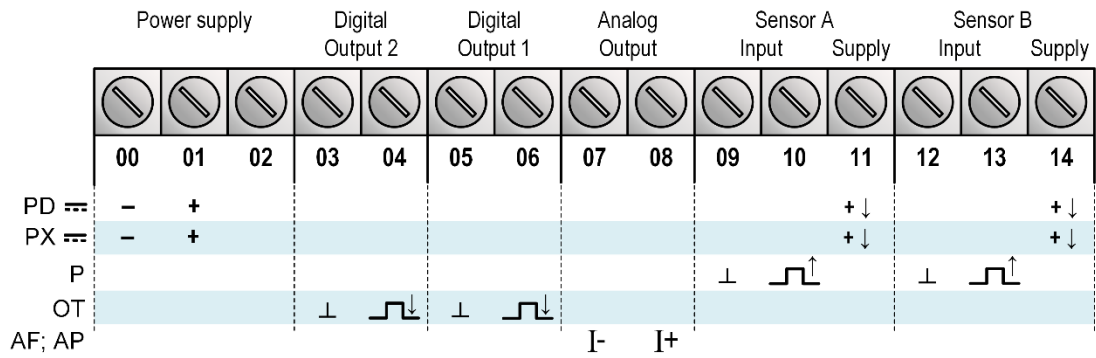 Power supply Digital Output 2 Digital Output 1 Analog Output Sensor A Sensor B
Input Supply Input Supply
00 01 02 03 04 05 06 07 08 09 10 11 12 13 14
PD ⎓ – + + ↓ + ↓
PX ⎓ – + + ↓ + ↓
P ⊥ ↑ ⊥ ↑
OT ⊥ ↓ ⊥ ↓
AF; AP I- I+